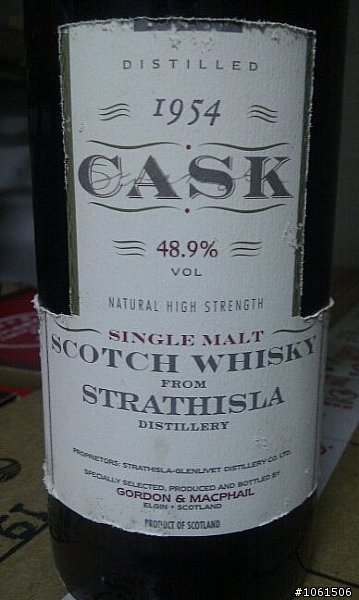 DISTILLED
1954
CASK
48.9%
VOL
NATURAL HIGH STRENGTH
SINGLE MALT
SCOTCH WHISKY
FROM
STRATHISLA
DISTILLERY
PROPRIETORS: STRATHISLA-GLENLIVET DISTILLERY CO. LTD.
SPECIALLY SELECTED, PRODUCED AND BOTTLED BY
GORDON & MACPHAIL
ELGIN • SCOTLAND
PRODUCT OF SCOTLAND
#1061506